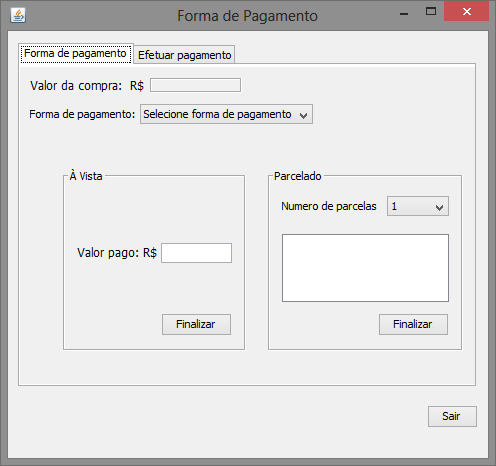 Forma de Pagamento
Forma de pagamento Efetuar pagamento
Valor da compra: R$
Forma de pagamento: Selecione forma de pagamento
À Vista
Parcelado
Numero de parcelas 1
Valor pago: R$
Finalizar
Finalizar
Sair